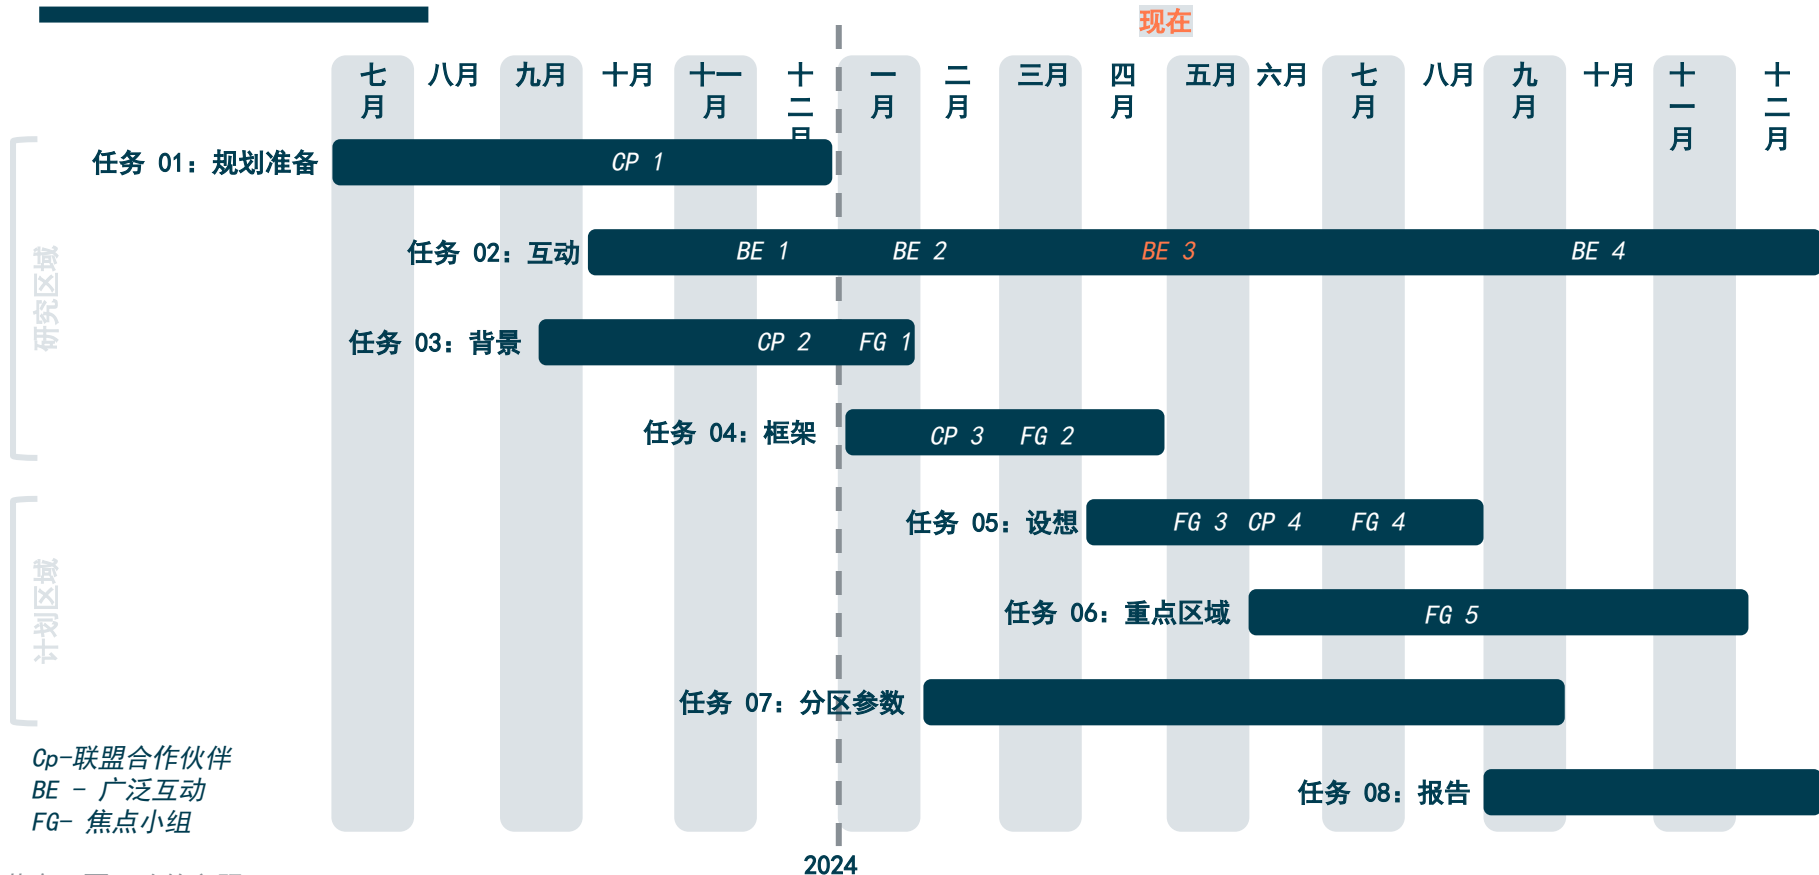 现在
七月
八月
九月
十月
十一月
十二月
一月
二月
三月
四月
五月
六月
七月
八月
九月
十月
十一月
十二月
研究区域
任务 01：规划准备
CP 1
任务 02：互动
BE 1
BE 2
BE 3
BE 4
任务 03：背景
CP 2
FG 1
任务 04：框架
CP 3
FG 2
计划区域
任务 05：设想
FG 3
CP 4
FG 4
任务 06：重点区域
FG 5
任务 07：分区参数
任务 08：报告
Cp-联盟合作伙伴
BE - 广泛互动
FG- 焦点小组
2024